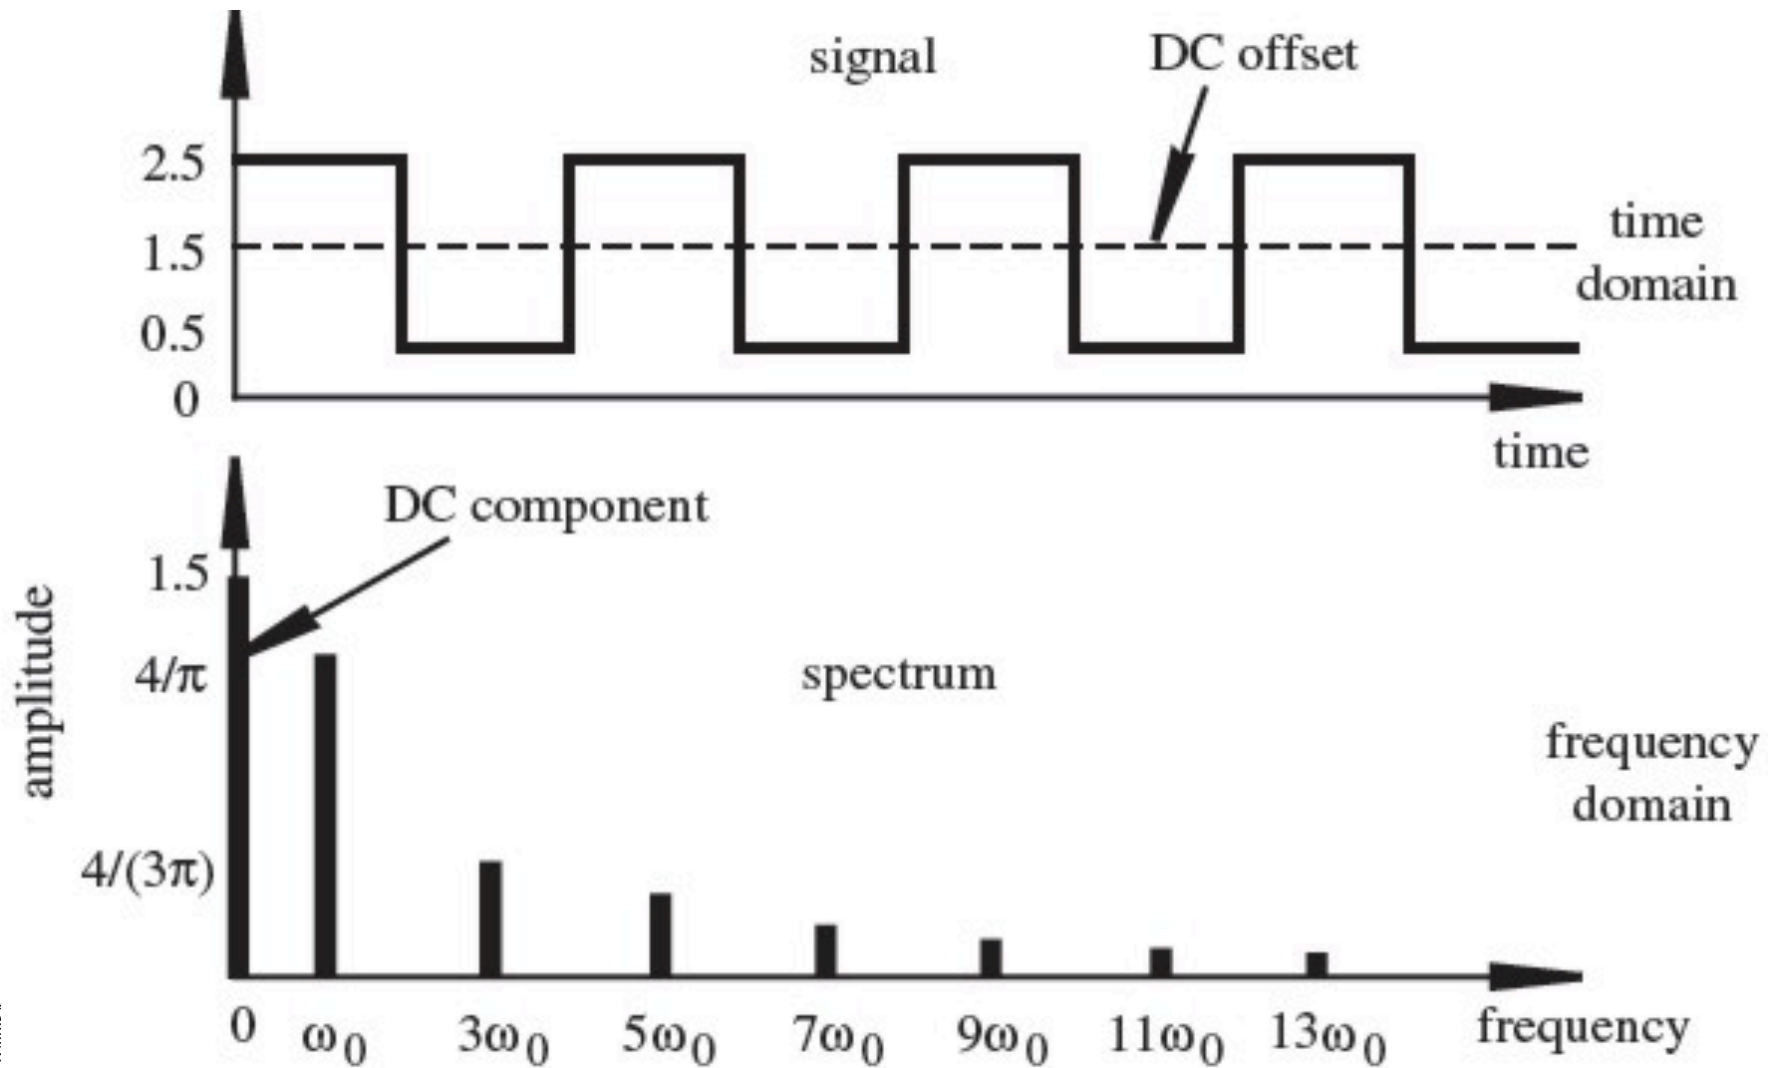 signal
DC offset
2.5
1.5
0.5
0
time
domain
time
DC component
1.5
4/π
4/(3π)
amplitude
spectrum
frequency
domain
0
ω0
3ω0
5ω0
7ω0
9ω0
11ω0
13ω0
frequency